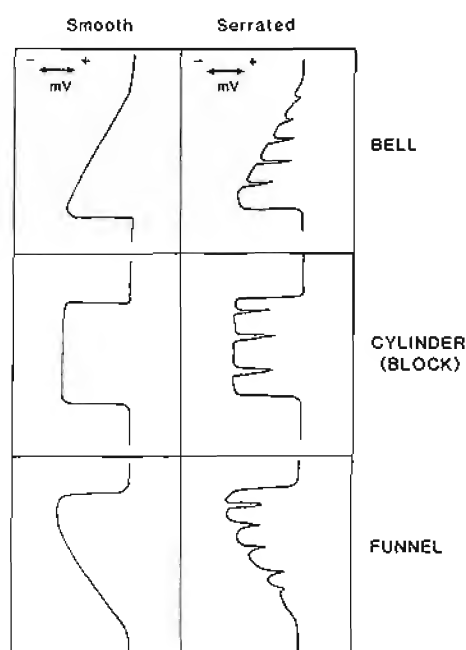 Smooth Serrated
- + - +
mV mV
BELL
CYLINDER
(BLOCK)
FUNNEL